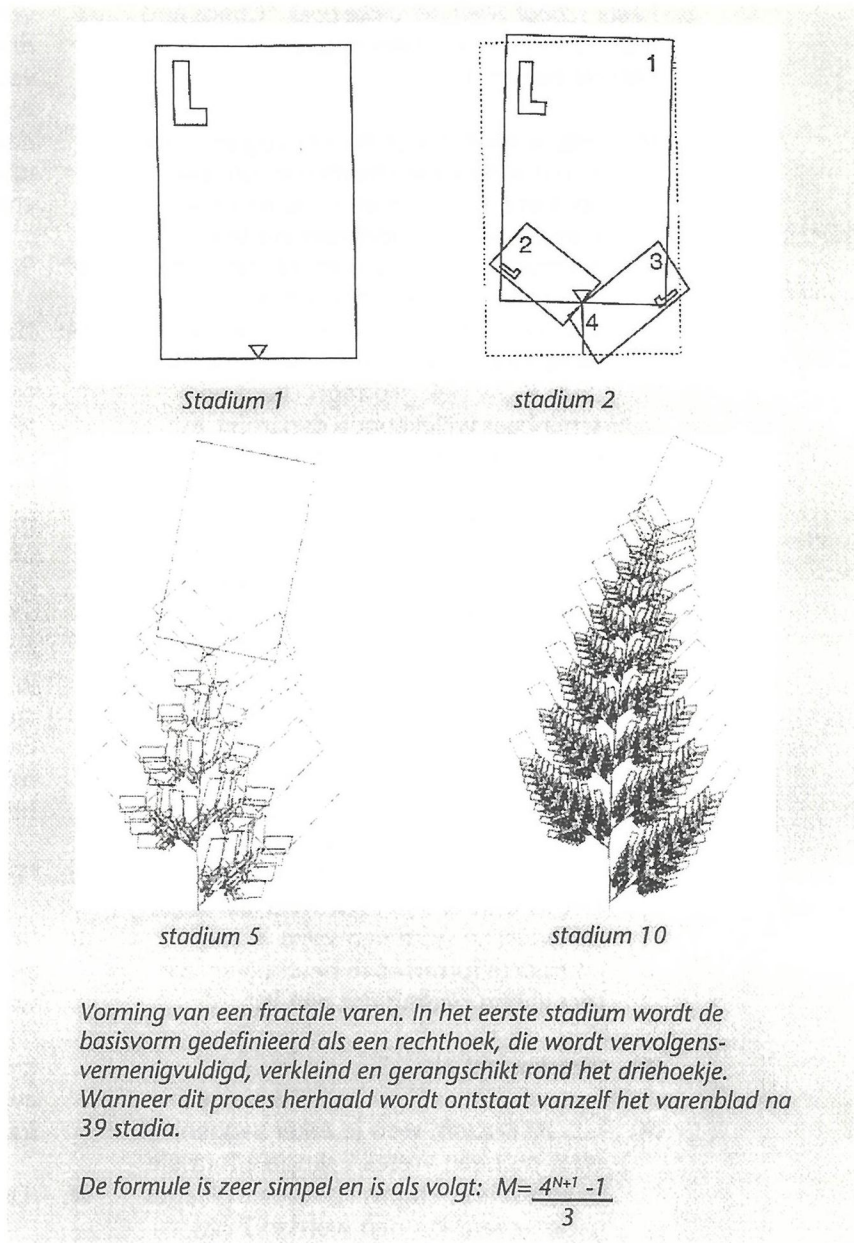 L
L
1
2
3
4
Stadium 1
stadium 2
stadium 5
stadium 10
Vorming van een fractale varen. In het eerste stadium wordt de
basisvorm gedefinieerd als een rechthoek, die wordt vervolgens-
vermenigvuldigd, verkleind en gerangschikt rond het driehoekje.
Wanneer dit proces herhaald wordt ontstaat vanzelf het varenblad na
39 stadia.
De formule is zeer simpel en is als volgt: M= 4ᴺ⁺¹ -1
3